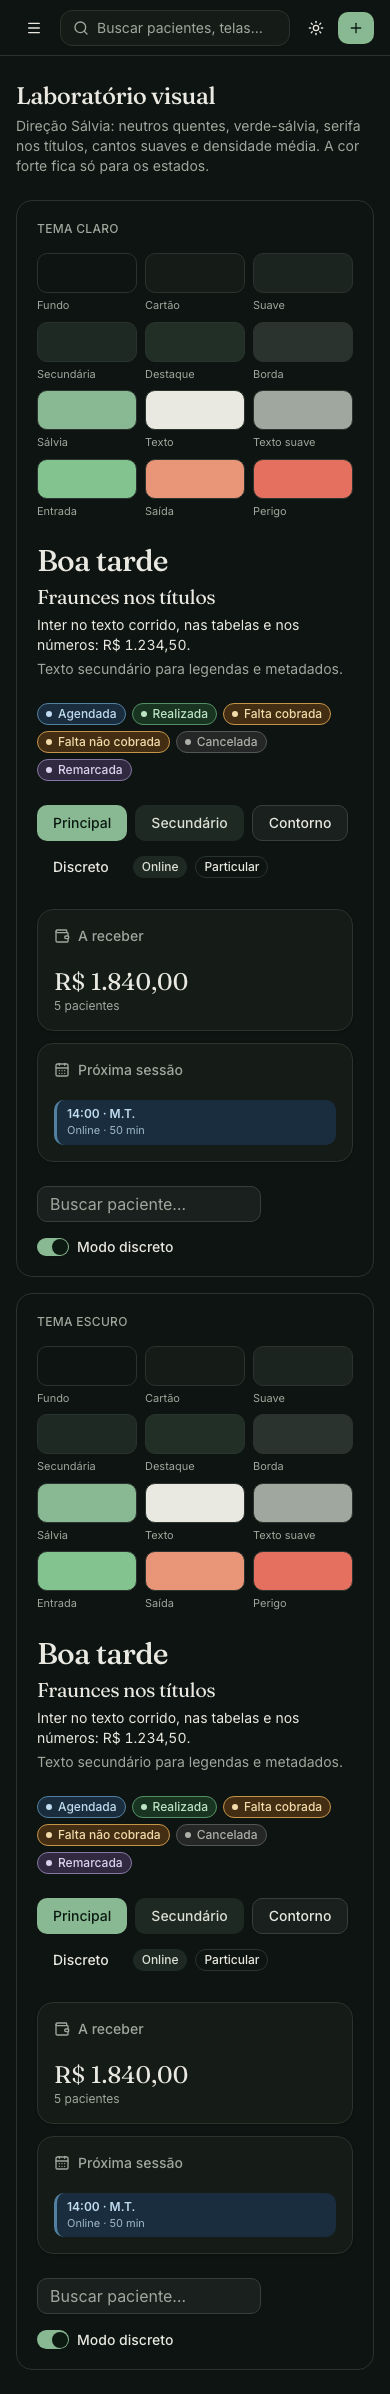 Buscar pacientes, telas...
Laboratório visual
Direção Sálvia: neutros quentes, verde-sálvia, serifa
nos títulos, cantos suaves e densidade média. A cor
forte fica só para os estados.
TEMA CLARO
Fundo
Cartão
Suave
Secundária
Destaque
Borda
Sálvia
Texto
Texto suave
Entrada
Saída
Perigo
Boa tarde
Fraunces nos títulos
Inter no texto corrido, nas tabelas e nos
números: R$ 1.234,50.
Texto secundário para legendas e metadados.
Agendada
Realizada
Falta cobrada
Falta não cobrada
Cancelada
Remarcada
Principal
Secundário
Contorno
Discreto
Online
Particular
A receber
R$ 1.840,00
5 pacientes
Próxima sessão
14:00 · M.T.
Online · 50 min
Buscar paciente...
Modo discreto
TEMA ESCURO
Fundo
Cartão
Suave
Secundária
Destaque
Borda
Sálvia
Texto
Texto suave
Entrada
Saída
Perigo
Boa tarde
Fraunces nos títulos
Inter no texto corrido, nas tabelas e nos
números: R$ 1.234,50.
Texto secundário para legendas e metadados.
Agendada
Realizada
Falta cobrada
Falta não cobrada
Cancelada
Remarcada
Principal
Secundário
Contorno
Discreto
Online
Particular
A receber
R$ 1.840,00
5 pacientes
Próxima sessão
14:00 · M.T.
Online · 50 min
Buscar paciente...
Modo discreto